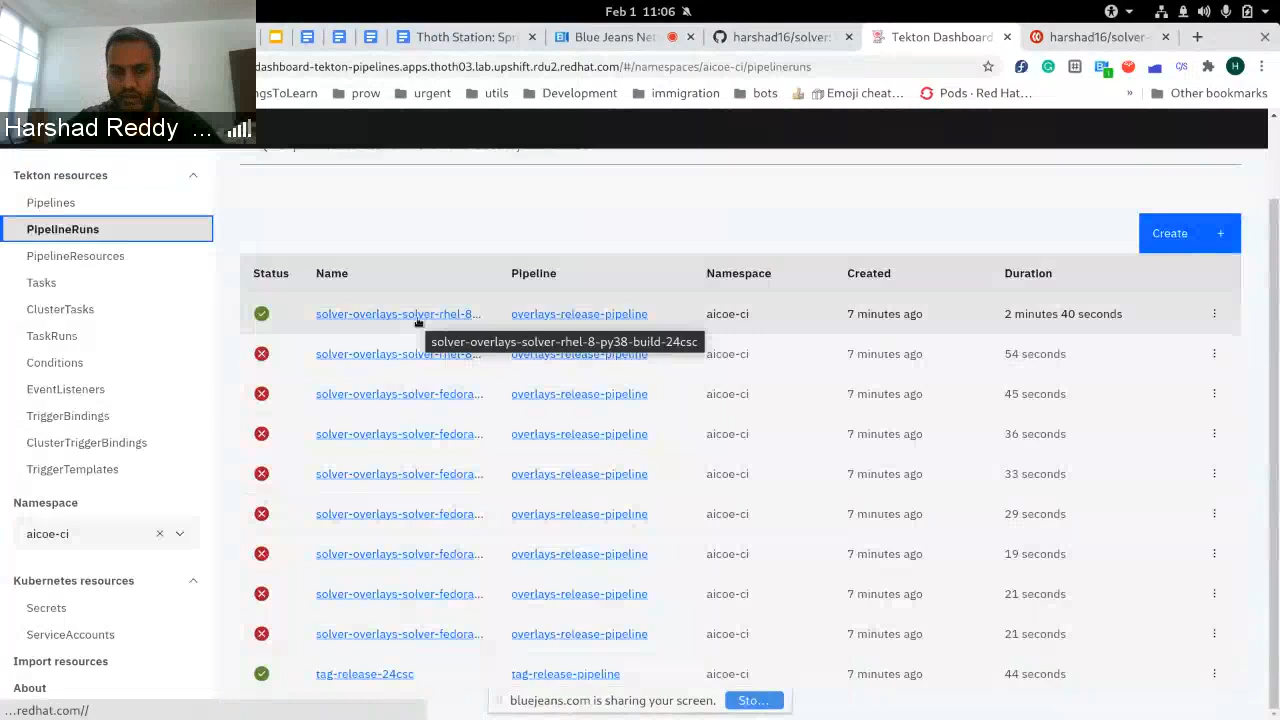 Feb 1 11:06
Thoth Station: Spr
Blue Jeans Net
harshad16/solver:
Tekton Dashboard
harshad16/solver-
dashboard-tekton-pipelines.apps.thoth03.lab.upshift.rdu2.redhat.com/#/namespaces/aicoe-ci/pipelineruns
ngsToLearn
prow
urgent
utils
Development
immigration
bots
Emoji cheat...
Pods · Red Hat...
»
Other bookmarks
Harshad Reddy ...
Tekton resources
Pipelines
PipelineRuns
PipelineResources
Tasks
ClusterTasks
TaskRuns
Conditions
EventListeners
TriggerBindings
ClusterTriggerBindings
TriggerTemplates
Namespace
aicoe-ci
Kubernetes resources
Secrets
ServiceAccounts
Import resources
About
...redhat.com//
Create +
Status Name Pipeline Namespace Created Duration
solver-overlays-solver-rhel-8... overlays-release-pipeline aicoe-ci 7 minutes ago 2 minutes 40 seconds
solver-overlays-solver-rhel-8-py38-build-24csc
solver-overlays-solver-rhel-8... overlays-release-pipeline aicoe-ci 7 minutes ago 54 seconds
solver-overlays-solver-fedora... overlays-release-pipeline aicoe-ci 7 minutes ago 45 seconds
solver-overlays-solver-fedora... overlays-release-pipeline aicoe-ci 7 minutes ago 36 seconds
solver-overlays-solver-fedora... overlays-release-pipeline aicoe-ci 7 minutes ago 33 seconds
solver-overlays-solver-fedora... overlays-release-pipeline aicoe-ci 7 minutes ago 29 seconds
solver-overlays-solver-fedora... overlays-release-pipeline aicoe-ci 7 minutes ago 19 seconds
solver-overlays-solver-fedora... overlays-release-pipeline aicoe-ci 7 minutes ago 21 seconds
solver-overlays-solver-fedora... overlays-release-pipeline aicoe-ci 7 minutes ago 21 seconds
tag-release-24csc tag-release-pipeline aicoe-ci 7 minutes ago 44 seconds
bluejeans.com is sharing your screen.
Sto...